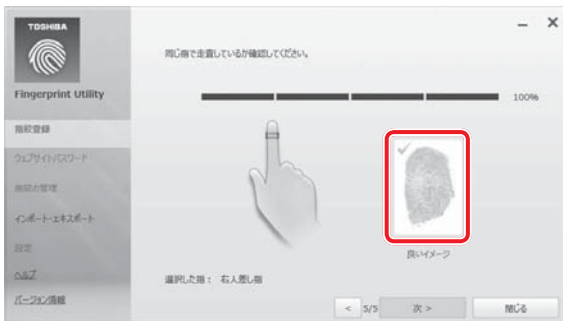 TOSHIBA
Fingerprint Utility
同じ指で走査しているか確認してください。
100%
指紋登録
ウェブサイトパスワード
指紋の管理
インポート・エキスポート
設定
ヘルプ
バージョン情報
良いイメージ
選択した指： 右人差し指
< 5/5 次 > 閉じる